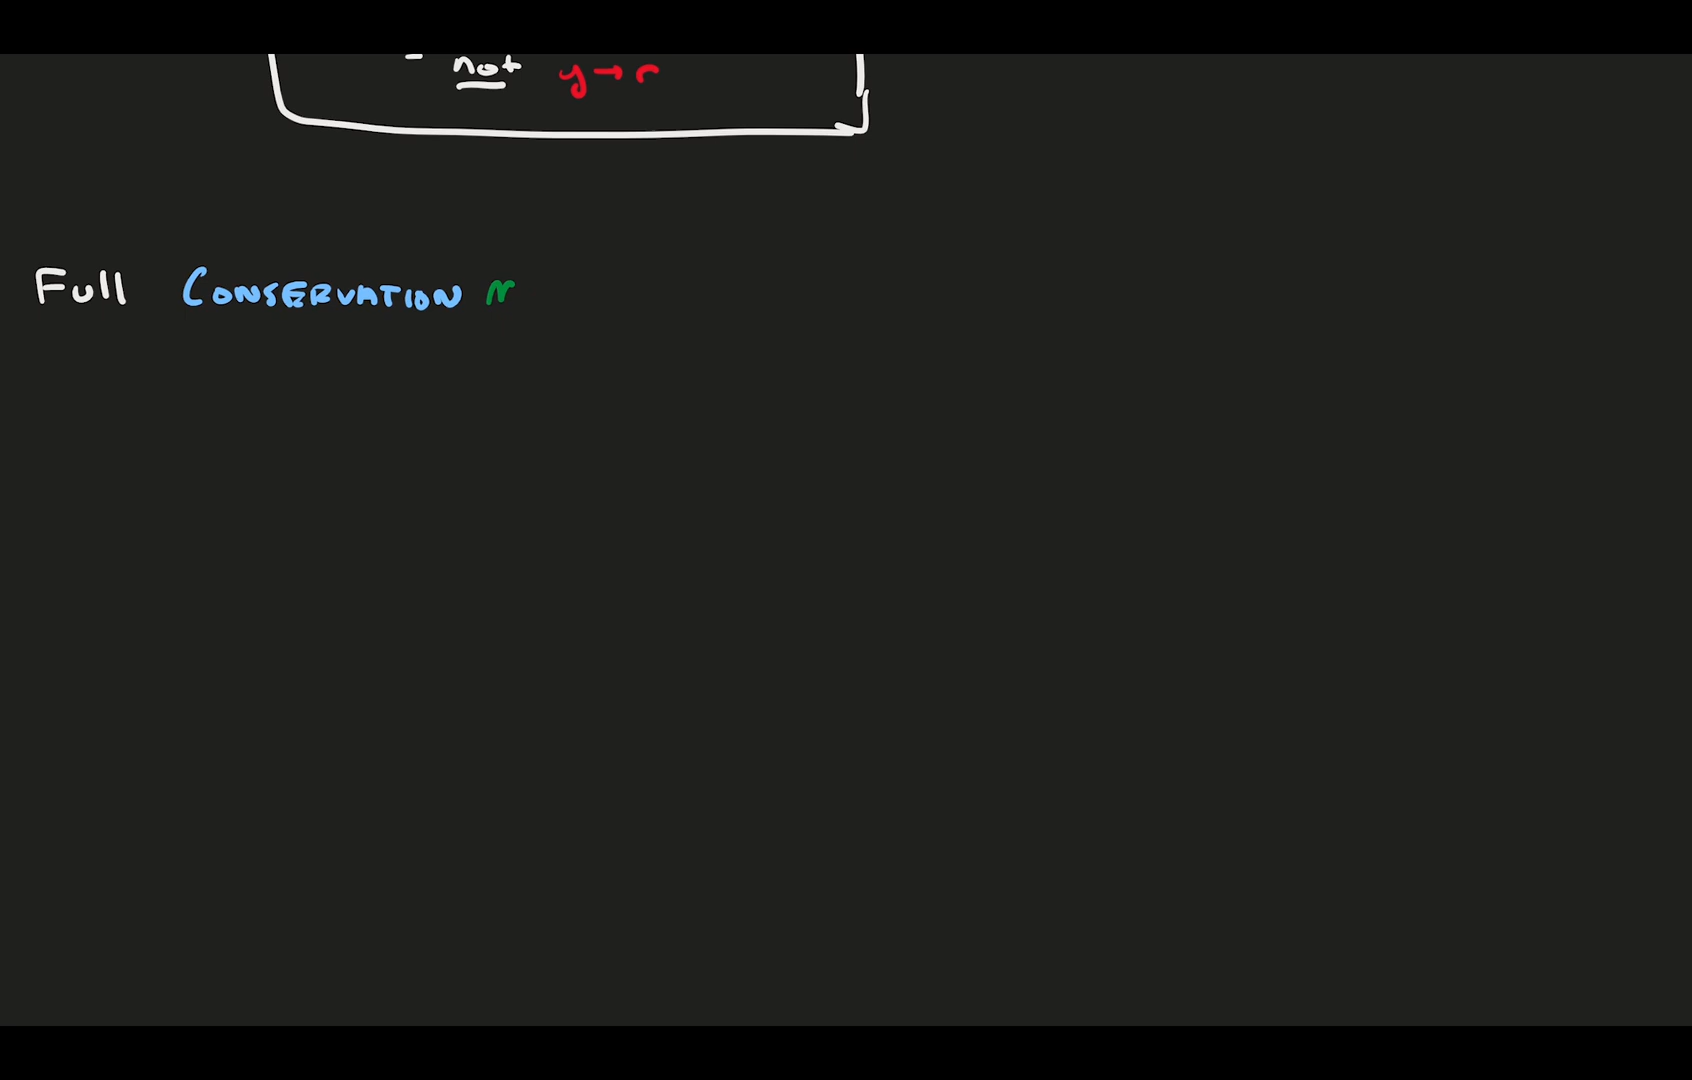 not y → r
Full CONSERVATION